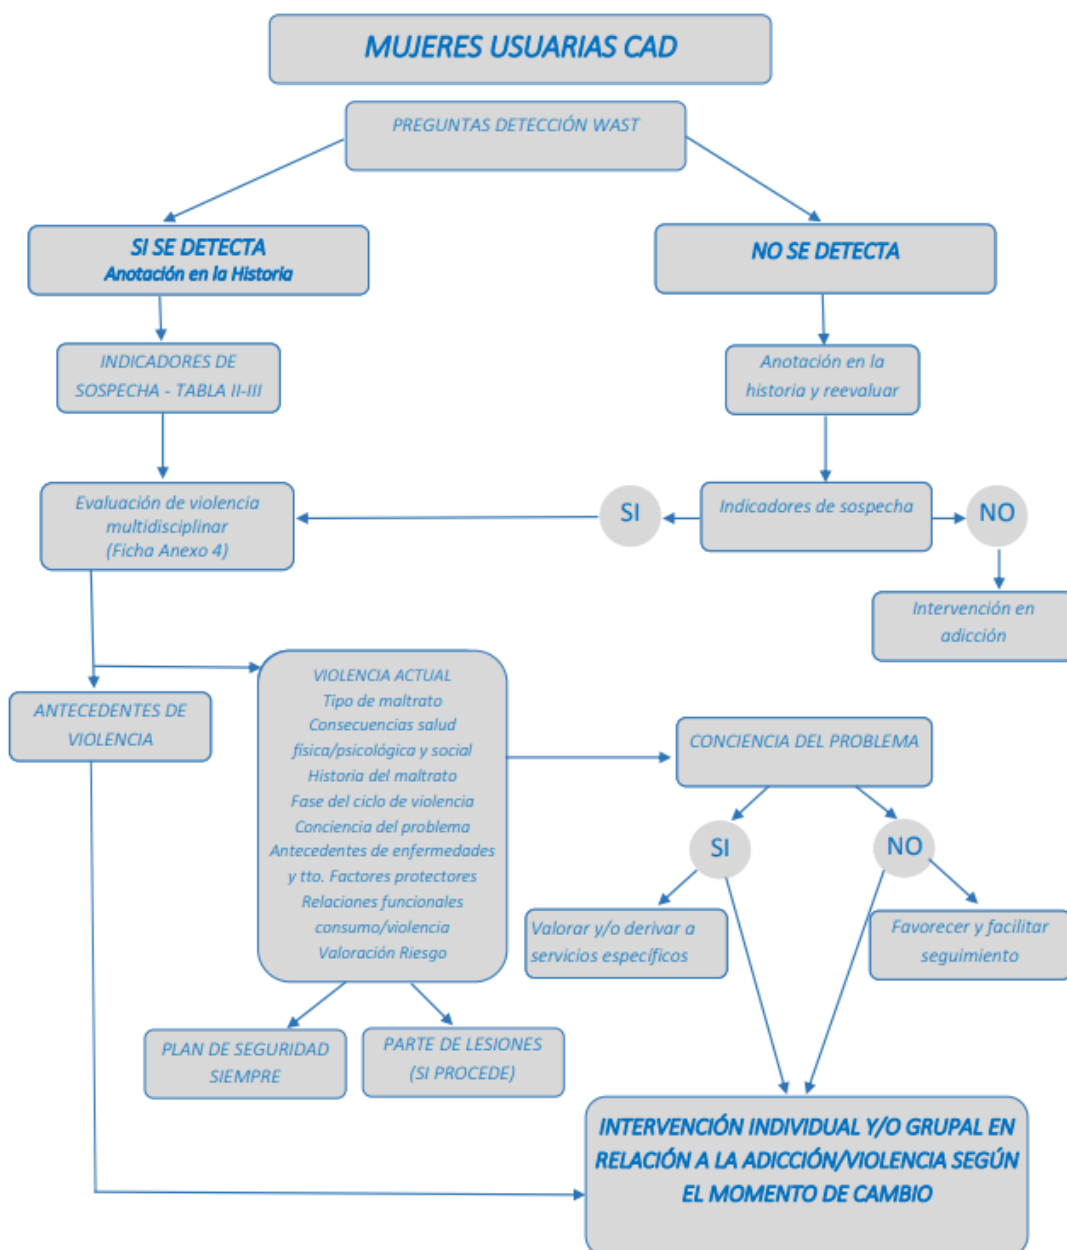 MUJERES USUARIAS CAD
PREGUNTAS DETECCIÓN WAST
SI SE DETECTA
Anotación en la Historia
NO SE DETECTA
INDICADORES DE
SOSPECHA - TABLA II-III
Anotación en la
historia y reevaluar
Evaluación de violencia
multidisciplinar
(Ficha Anexo 4)
SI
Indicadores de sospecha
NO
Intervención en
adicción
ANTECEDENTES DE
VIOLENCIA
VIOLENCIA ACTUAL
Tipo de maltrato
Consecuencias salud
física/psicológica y social
Historia del maltrato
Fase del ciclo de violencia
Conciencia del problema
Antecedentes de enfermedades
y tto. Factores protectores
Relaciones funcionales
consumo/violencia
Valoración Riesgo
CONCIENCIA DEL PROBLEMA
SI
NO
Valorar y/o derivar a
servicios específicos
Favorecer y facilitar
seguimiento
PLAN DE SEGURIDAD
SIEMPRE
PARTE DE LESIONES
(SI PROCEDE)
INTERVENCIÓN INDIVIDUAL Y/O GRUPAL EN
RELACIÓN A LA ADICCIÓN/VIOLENCIA SEGÚN
EL MOMENTO DE CAMBIO